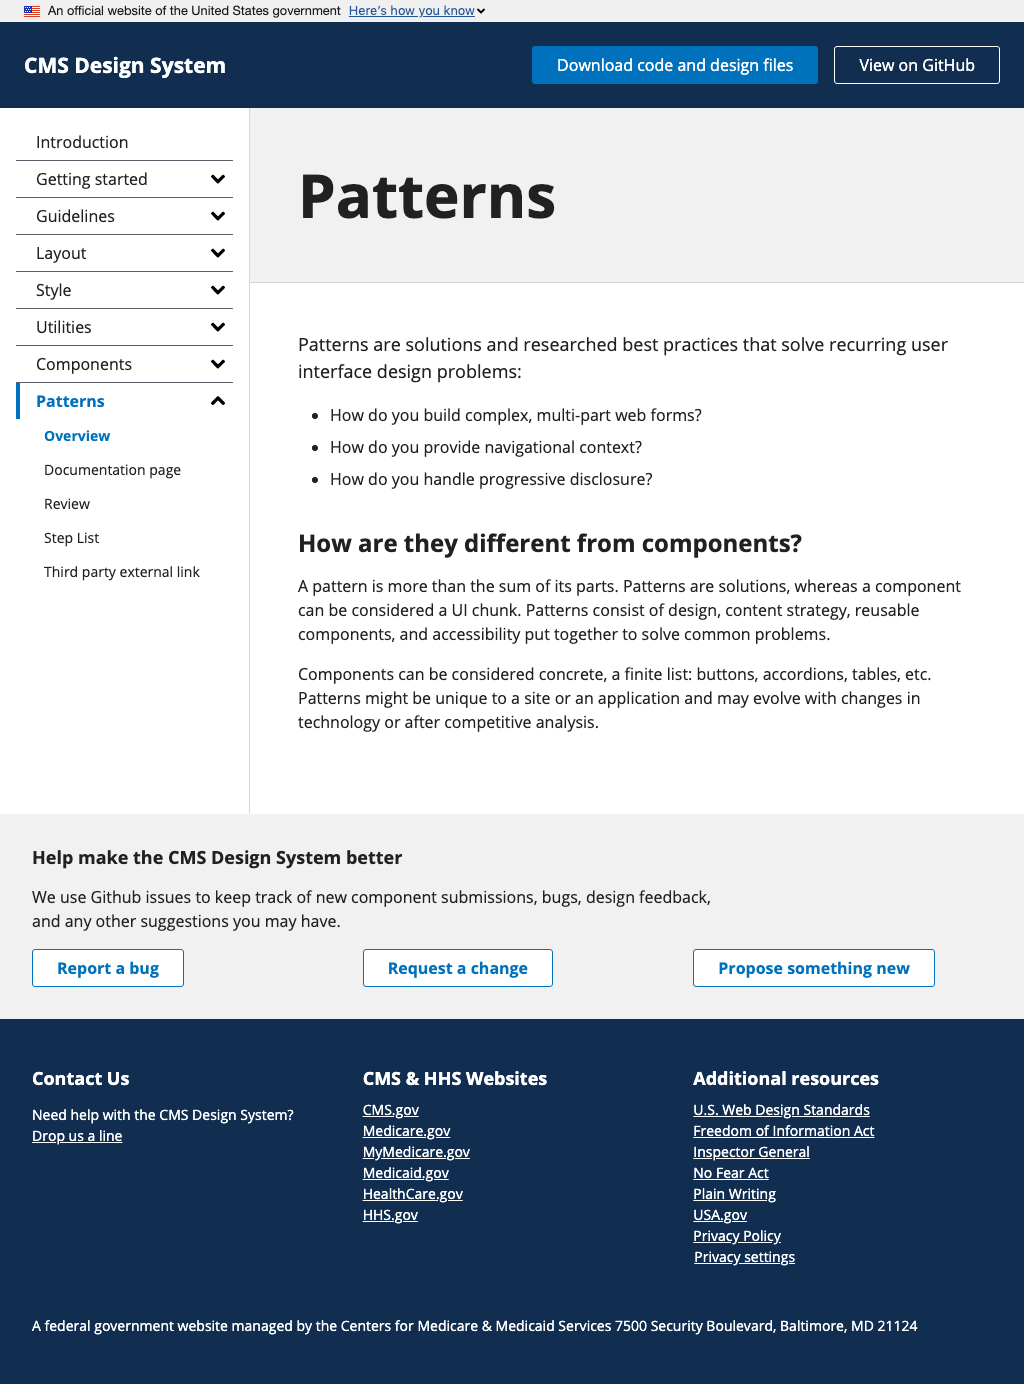 An official website of the United States government Here's how you know
CMS Design System
Download code and design files
View on GitHub
Introduction
Getting started
Guidelines
Layout
Style
Utilities
Components
Patterns
Overview
Documentation page
Review
Step List
Third party external link
Patterns
Patterns are solutions and researched best practices that solve recurring user
interface design problems:
How do you build complex, multi-part web forms?
How do you provide navigational context?
How do you handle progressive disclosure?
How are they different from components?
A pattern is more than the sum of its parts. Patterns are solutions, whereas a component
can be considered a UI chunk. Patterns consist of design, content strategy, reusable
components, and accessibility put together to solve common problems.
Components can be considered concrete, a finite list: buttons, accordions, tables, etc.
Patterns might be unique to a site or an application and may evolve with changes in
technology or after competitive analysis.
Help make the CMS Design System better
We use Github issues to keep track of new component submissions, bugs, design feedback,
and any other suggestions you may have.
Report a bug
Request a change
Propose something new
Contact Us
Need help with the CMS Design System?
Drop us a line
CMS & HHS Websites
CMS.gov
Medicare.gov
MyMedicare.gov
Medicaid.gov
HealthCare.gov
HHS.gov
Additional resources
U.S. Web Design Standards
Freedom of Information Act
Inspector General
No Fear Act
Plain Writing
USA.gov
Privacy Policy
Privacy settings
A federal government website managed by the Centers for Medicare & Medicaid Services 7500 Security Boulevard, Baltimore, MD 21124